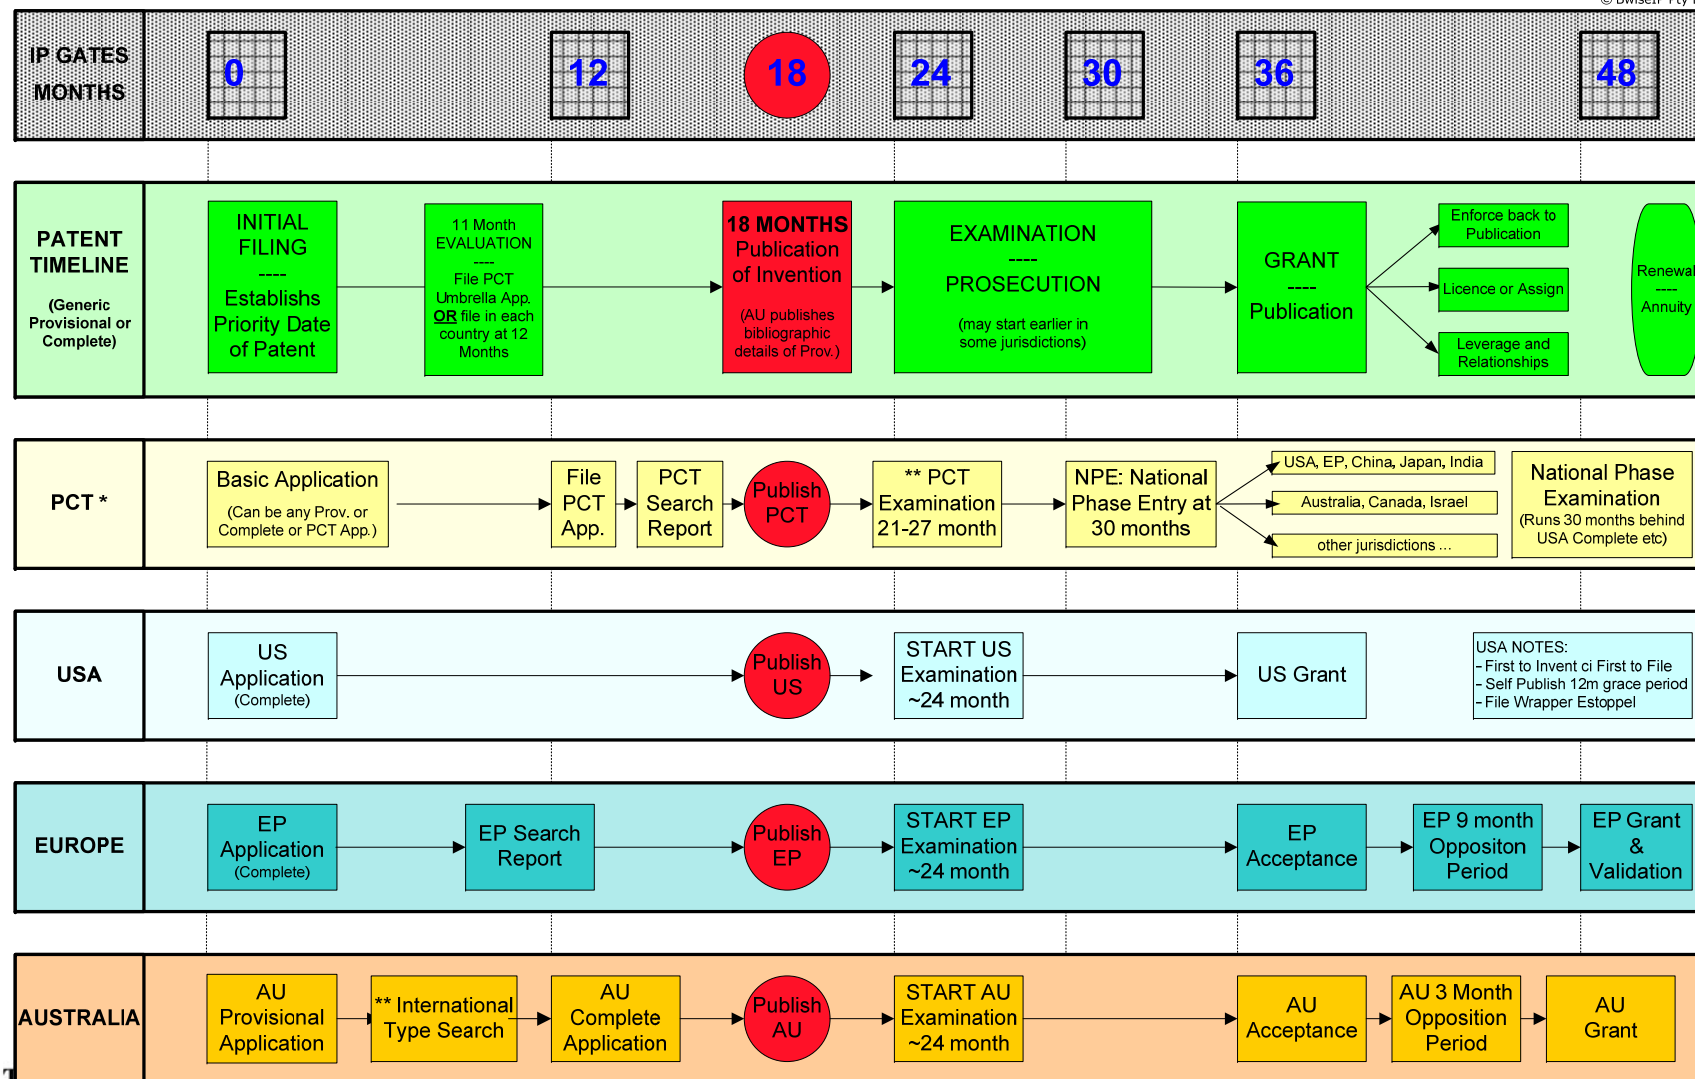 © BwiseIP Pty
IP GATES
MONTHS
0
12
18
24
30
36
48
PATENT
TIMELINE
(Generic
Provisional or
Complete)
INITIAL
FILING
----
Establishs
Priority Date
of Patent
11 Month
EVALUATION
----
File PCT
Umbrella App.
OR file in each
country at 12
Months
18 MONTHS
Publication
of Invention
(AU publishes
bibliographic
details of Prov.)
EXAMINATION
----
PROSECUTION
(may start earlier in
some jurisdictions)
GRANT
----
Publication
Enforce back to
Publication
Licence or Assign
Leverage and
Relationships
Renewal
----
Annuity
PCT *
Basic Application
(Can be any Prov. or
Complete or PCT App.)
File
PCT
App.
PCT
Search
Report
Publish
PCT
** PCT
Examination
21-27 month
NPE: National
Phase Entry at
30 months
USA, EP, China, Japan, India
Australia, Canada, Israel
other jurisdictions ...
National Phase
Examination
(Runs 30 months behind
USA Complete etc)
USA
US
Application
(Complete)
Publish
US
START US
Examination
~24 month
US Grant
USA NOTES:
- First to Invent ci First to File
- Self Publish 12m grace period
- File Wrapper Estoppel
EUROPE
EP
Application
(Complete)
EP Search
Report
Publish
EP
START EP
Examination
~24 month
EP
Acceptance
EP 9 month
Oppositon
Period
EP Grant
&
Validation
AUSTRALIA
AU
Provisional
Application
** International
Type Search
AU
Complete
Application
Publish
AU
START AU
Examination
~24 month
AU
Acceptance
AU 3 Month
Opposition
Period
AU
Grant